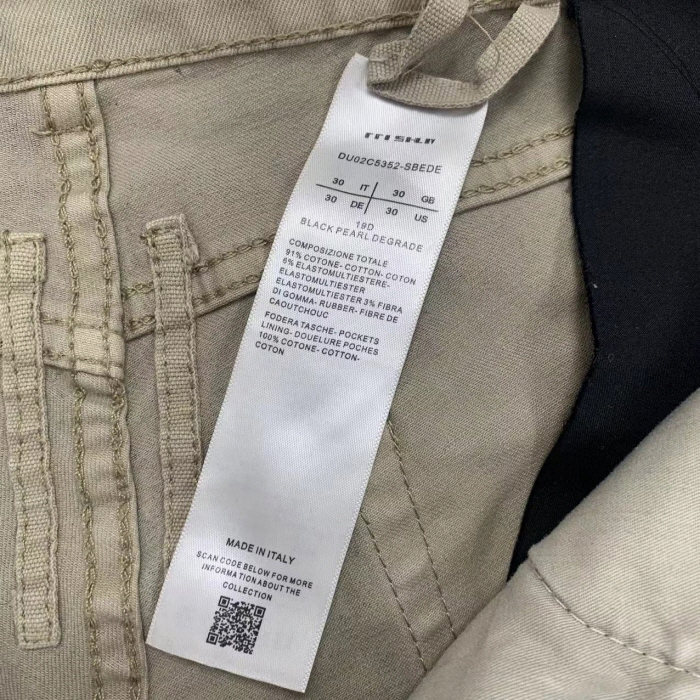 DU02C5352-SBEDE
30 IT 30 GB
30 DE 30 US
19D
BLACK PEARL DEGRADE
COMPOSIZIONE TOTALE
91% COTONE- COTTON- COTON
6% ELASTOMULTIESTERE-
ELASTOMULTIESTER
ELASTOMULTIESTER 3% FIBRA
DI GOMMA- RUBBER- FIBRE DE
CAOUTCHOUC
FODERA TASCHE- POCKETS
LINING- DOUELURE POCHES
100% COTONE- COTTON-
COTON
MADE IN ITALY
SCAN CODE BELOW FOR MORE
INFORMATION ABOUT THE
COLLECTION